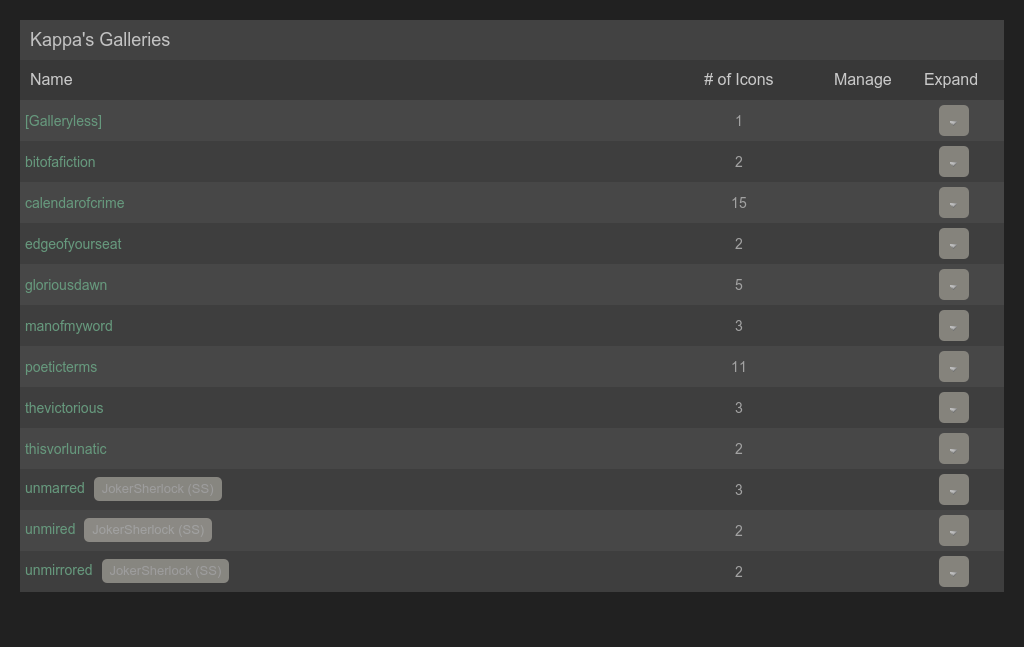 Kappa's Galleries
Name # of Icons Manage Expand
[Galleryless] 1
bitofafiction 2
calendarofcrime 15
edgeofyourseat 2
gloriousdawn 5
manofmyword 3
poeticterms 11
thevictorious 3
thisvorlunatic 2
unmarred JokerSherlock (SS) 3
unmired JokerSherlock (SS) 2
unmirrored JokerSherlock (SS) 2